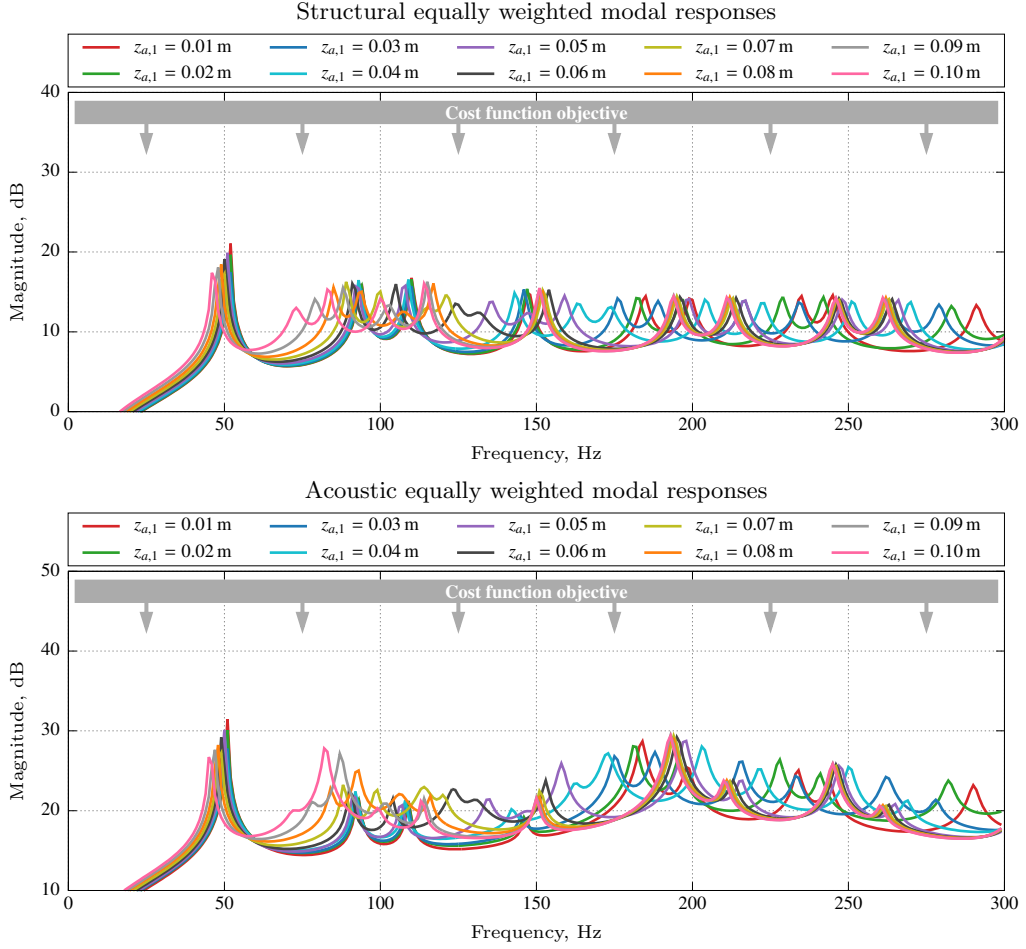 Structural equally weighted modal responses
z_{a,1} = 0.01 m z_{a,1} = 0.03 m z_{a,1} = 0.05 m z_{a,1} = 0.07 m z_{a,1} = 0.09 m
z_{a,1} = 0.02 m z_{a,1} = 0.04 m z_{a,1} = 0.06 m z_{a,1} = 0.08 m z_{a,1} = 0.10 m
40
Cost function objective
30
20
10
0
Magnitude, dB
0 50 100 150 200 250 300
Frequency, Hz
Acoustic equally weighted modal responses
z_{a,1} = 0.01 m z_{a,1} = 0.03 m z_{a,1} = 0.05 m z_{a,1} = 0.07 m z_{a,1} = 0.09 m
z_{a,1} = 0.02 m z_{a,1} = 0.04 m z_{a,1} = 0.06 m z_{a,1} = 0.08 m z_{a,1} = 0.10 m
50
Cost function objective
40
30
20
10
Magnitude, dB
0 50 100 150 200 250 300
Frequency, Hz